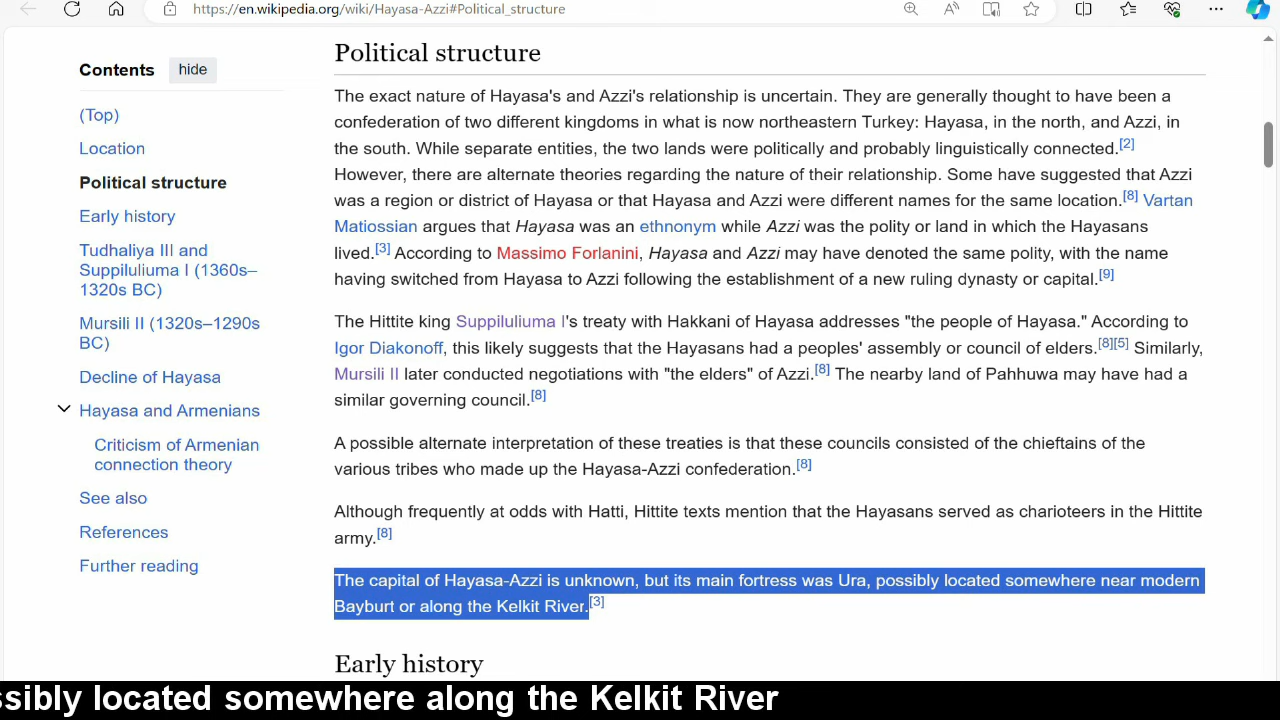 https://en.wikipedia.org/wiki/Hayasa-Azzi#Political_structure
Contents hide
(Top)
Location
Political structure
Early history
Tudhaliya III and
Suppiluliuma I (1360s–
1320s BC)
Mursili II (1320s–1290s
BC)
Decline of Hayasa
Hayasa and Armenians
Criticism of Armenian
connection theory
See also
References
Further reading
Political structure
The exact nature of Hayasa's and Azzi's relationship is uncertain. They are generally thought to have been a
confederation of two different kingdoms in what is now northeastern Turkey: Hayasa, in the north, and Azzi, in
the south. While separate entities, the two lands were politically and probably linguistically connected.[2]
However, there are alternate theories regarding the nature of their relationship. Some have suggested that Azzi
was a region or district of Hayasa or that Hayasa and Azzi were different names for the same location.[8] Vartan
Matiossian argues that Hayasa was an ethnonym while Azzi was the polity or land in which the Hayasans
lived.[3] According to Massimo Forlanini, Hayasa and Azzi may have denoted the same polity, with the name
having switched from Hayasa to Azzi following the establishment of a new ruling dynasty or capital.[9]
The Hittite king Suppiluliuma I's treaty with Hakkani of Hayasa addresses "the people of Hayasa." According to
Igor Diakonoff, this likely suggests that the Hayasans had a peoples' assembly or council of elders.[8][5] Similarly,
Mursili II later conducted negotiations with "the elders" of Azzi.[8] The nearby land of Pahhuwa may have had a
similar governing council.[8]
A possible alternate interpretation of these treaties is that these councils consisted of the chieftains of the
various tribes who made up the Hayasa-Azzi confederation.[8]
Although frequently at odds with Hatti, Hittite texts mention that the Hayasans served as charioteers in the Hittite
army.[8]
The capital of Hayasa-Azzi is unknown, but its main fortress was Ura, possibly located somewhere near modern
Bayburt or along the Kelkit River.[3]
Early history
ssibly located somewhere along the Kelkit River